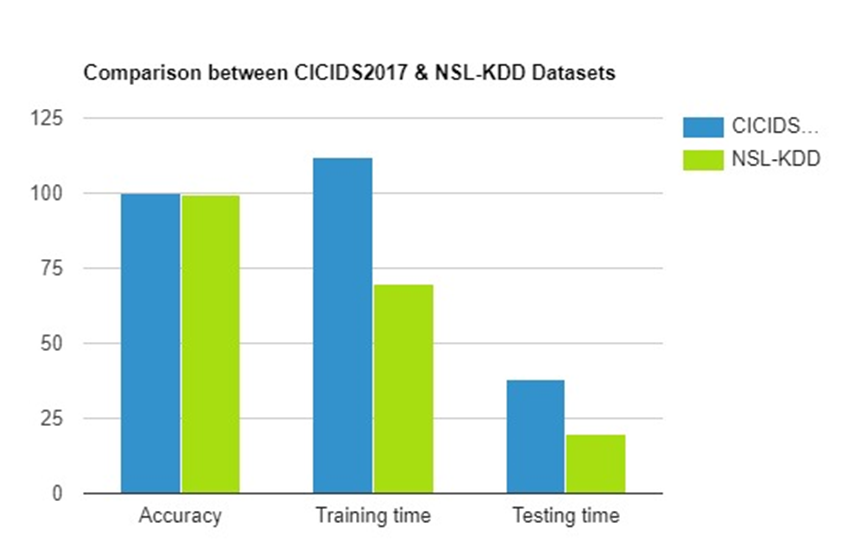 Comparison between CICIDS2017 & NSL-KDD Datasets
125
100
75
50
25
0
Accuracy
Training time
Testing time
CICIDS...
NSL-KDD